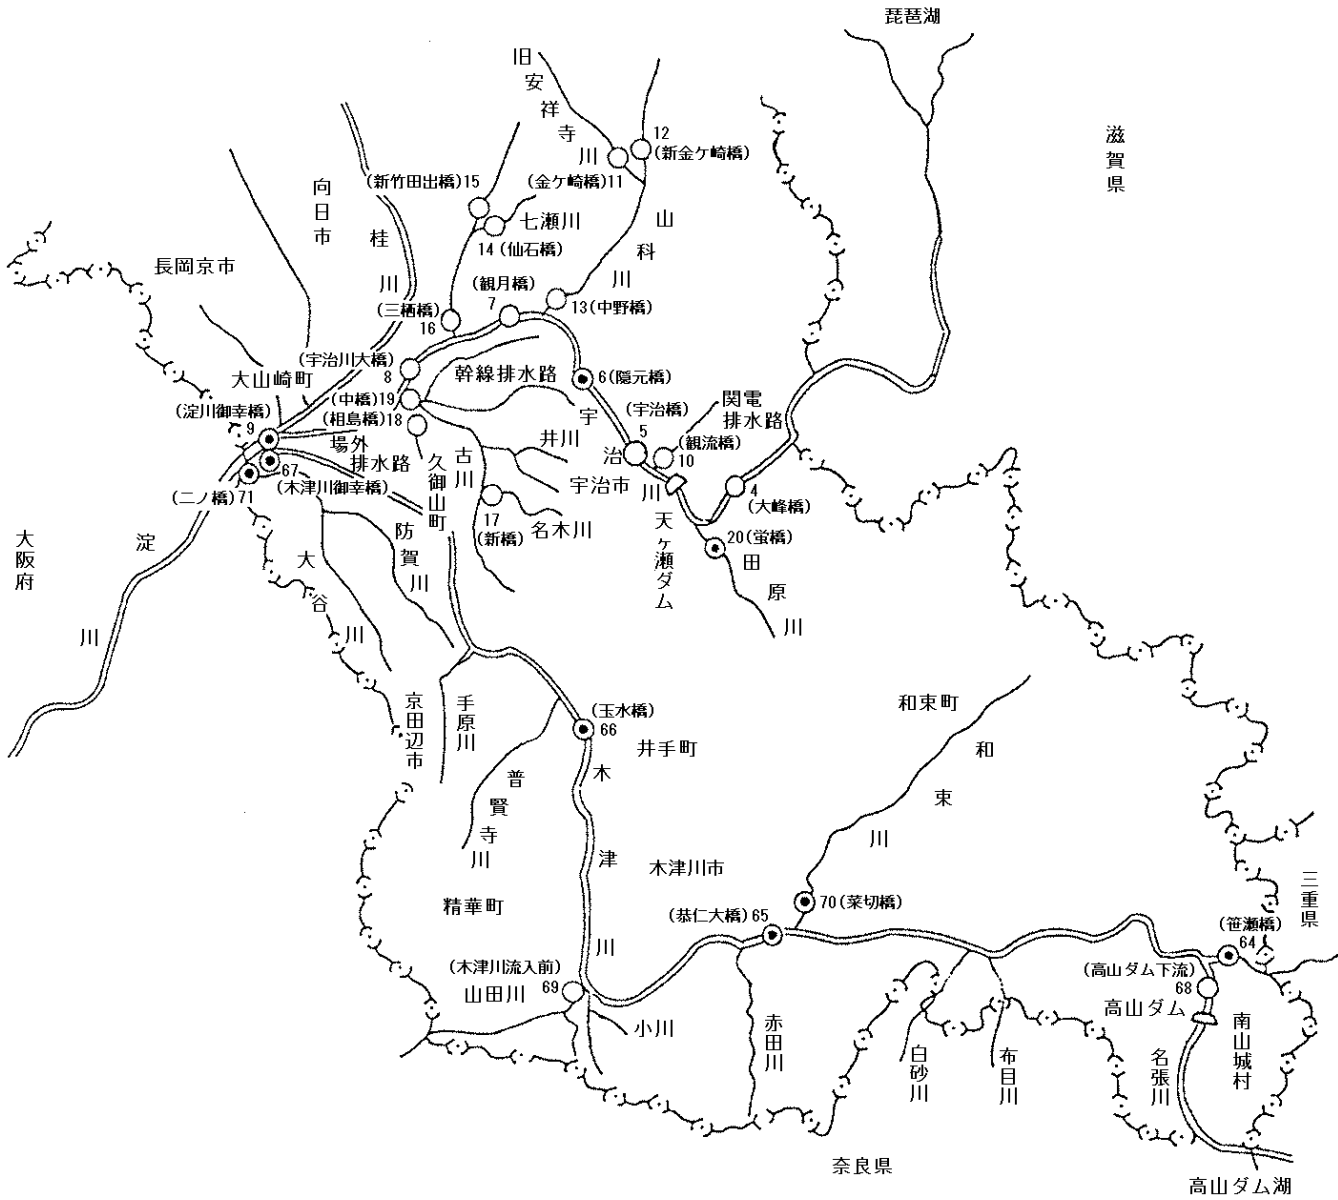 琵琶湖
滋賀県
旧安祥寺川
12
(新金ケ崎橋)
(金ケ崎橋)11
(新竹田出橋)15
七瀬川
14(仙石橋)
山科川
向日市
桂川
長岡京市
(観月橋)
7
13(中野橋)
(三栖橋)
16
(宇治川大橋)
8
幹線排水路
6(隠元橋)
大山崎町
(中橋)19
(淀川御幸橋)
9
(相島橋)18
場外
排水路
67
(木津川御幸橋)
(二ノ橋)71
久御山町
古川
井川
宇治市
17
(新橋)
名木川
宇治川
(宇治橋)
5
関電
排水路
(観流橋)
10
4
(大峰橋)
天ヶ瀬ダム
20(蛍橋)
田原川
大阪府
淀川
大谷川
防賀川
京田辺市
手原川
(玉水橋)
66
井手町
普賢寺川
木津川
和束町
和束川
木津川市
精華町
70(菜切橋)
(恭仁大橋)65
(木津川流入前)
69
山田川
小川
赤田川
白砂川
布目川
三重県
(笹瀬橋)
64
(高山ダム下流)
68
高山ダム
南山城村
名張川
奈良県
高山ダム湖